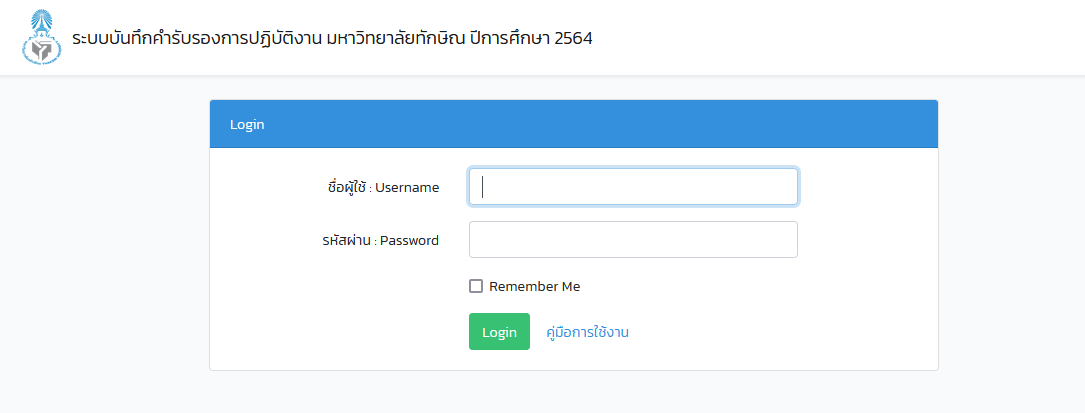 ระบบบันทึกคำรับรองการปฏิบัติงาน มหาวิทยาลัยทักษิณ ปีการศึกษา 2564
Login
ชื่อผู้ใช้ : Username
รหัสผ่าน : Password
Remember Me
Login คู่มือการใช้งาน